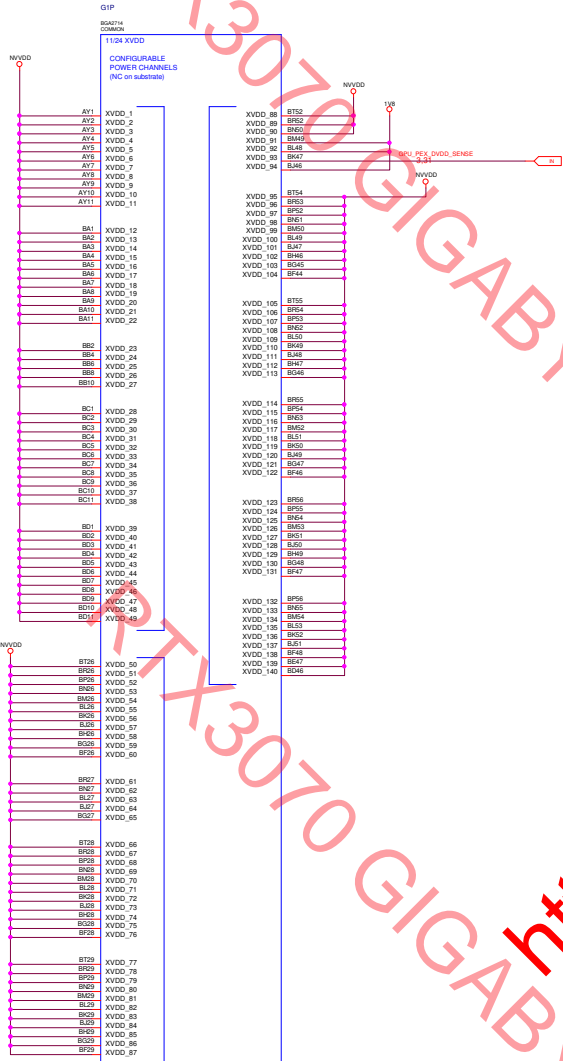 G1P
BGA2714
COMMON
11/24 XVDD
CONFIGURABLE
POWER CHANNELS
(NC on substrate)
NVVDD
AY1 XVDD_1
AY2 XVDD_2
AY3 XVDD_3
AY4 XVDD_4
AY5 XVDD_5
AY6 XVDD_6
AY7 XVDD_7
AY8 XVDD_8
AY9 XVDD_9
AY10 XVDD_10
AY11 XVDD_11
BA1 XVDD_12
BA2 XVDD_13
BA3 XVDD_14
BA4 XVDD_15
BA5 XVDD_16
BA6 XVDD_17
BA7 XVDD_18
BA8 XVDD_19
BA9 XVDD_20
BA10 XVDD_21
BA11 XVDD_22
BB2 XVDD_23
BB4 XVDD_24
BB6 XVDD_25
BB8 XVDD_26
BB10 XVDD_27
BC1 XVDD_28
BC2 XVDD_29
BC3 XVDD_30
BC4 XVDD_31
BC5 XVDD_32
BC6 XVDD_33
BC7 XVDD_34
BC8 XVDD_35
BC9 XVDD_36
BC10 XVDD_37
BC11 XVDD_38
BD1 XVDD_39
BD2 XVDD_40
BD3 XVDD_41
BD4 XVDD_42
BD5 XVDD_43
BD6 XVDD_44
BD7 XVDD_45
BD8 XVDD_46
BD9 XVDD_47
BD10 XVDD_48
BD11 XVDD_49
NVVDD
BT26 XVDD_50
BR26 XVDD_51
BP26 XVDD_52
BN26 XVDD_53
BM26 XVDD_54
BL26 XVDD_55
BK26 XVDD_56
BJ26 XVDD_57
BH26 XVDD_58
BG26 XVDD_59
BF26 XVDD_60
BR27 XVDD_61
BN27 XVDD_62
BL27 XVDD_63
BJ27 XVDD_64
BG27 XVDD_65
BT28 XVDD_66
BR28 XVDD_67
BP28 XVDD_68
BN28 XVDD_69
BM28 XVDD_70
BL28 XVDD_71
BK28 XVDD_72
BJ28 XVDD_73
BH28 XVDD_74
BG28 XVDD_75
BF28 XVDD_76
BT29 XVDD_77
BR29 XVDD_78
BP29 XVDD_79
BN29 XVDD_80
BM29 XVDD_81
BL29 XVDD_82
BK29 XVDD_83
BJ29 XVDD_84
BH29 XVDD_85
BG29 XVDD_86
BF29 XVDD_87
NVVDD
1V8
XVDD_88 BT52
XVDD_89 BR52
XVDD_90 BN50
XVDD_91 BM49
XVDD_92 BL48
XVDD_93 BK47
XVDD_94 BJ46
GPU_PEX_DVDD_SENSE
3.21
IN
NVVDD
XVDD_95 BT54
XVDD_96 BR53
XVDD_97 BP52
XVDD_98 BN51
XVDD_99 BM50
XVDD_100 BL49
XVDD_101 BJ47
XVDD_102 BH46
XVDD_103 BG45
XVDD_104 BF44
XVDD_105 BT55
XVDD_106 BR54
XVDD_107 BP53
XVDD_108 BN52
XVDD_109 BL50
XVDD_110 BK49
XVDD_111 BJ48
XVDD_112 BH47
XVDD_113 BG46
XVDD_114 BR55
XVDD_115 BP54
XVDD_116 BN53
XVDD_117 BM52
XVDD_118 BL51
XVDD_119 BK50
XVDD_120 BJ49
XVDD_121 BG47
XVDD_122 BF46
XVDD_123 BR56
XVDD_124 BP55
XVDD_125 BN54
XVDD_126 BM53
XVDD_127 BK51
XVDD_128 BJ50
XVDD_129 BH49
XVDD_130 BG48
XVDD_131 BF47
XVDD_132 BP56
XVDD_133 BN55
XVDD_134 BM54
XVDD_135 BL53
XVDD_136 BK52
XVDD_137 BJ51
XVDD_138 BF48
XVDD_139 BE47
XVDD_140 BD46
X3070 GIGABY
RTX3070 GIGAB